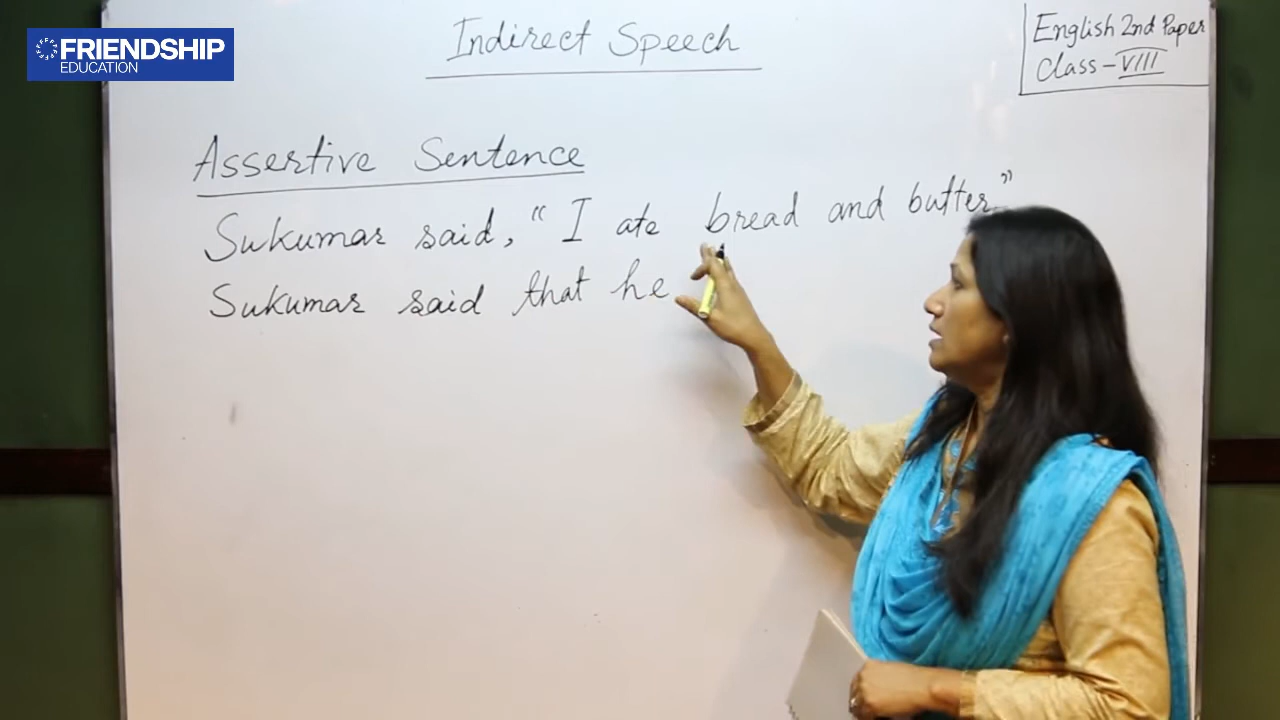 FRIENDSHIP
EDUCATION
Indirect Speech
English 2nd Paper
Class - VIII
Assertive Sentence
Sukumar said, "I ate bread and butter."
Sukumar said that he